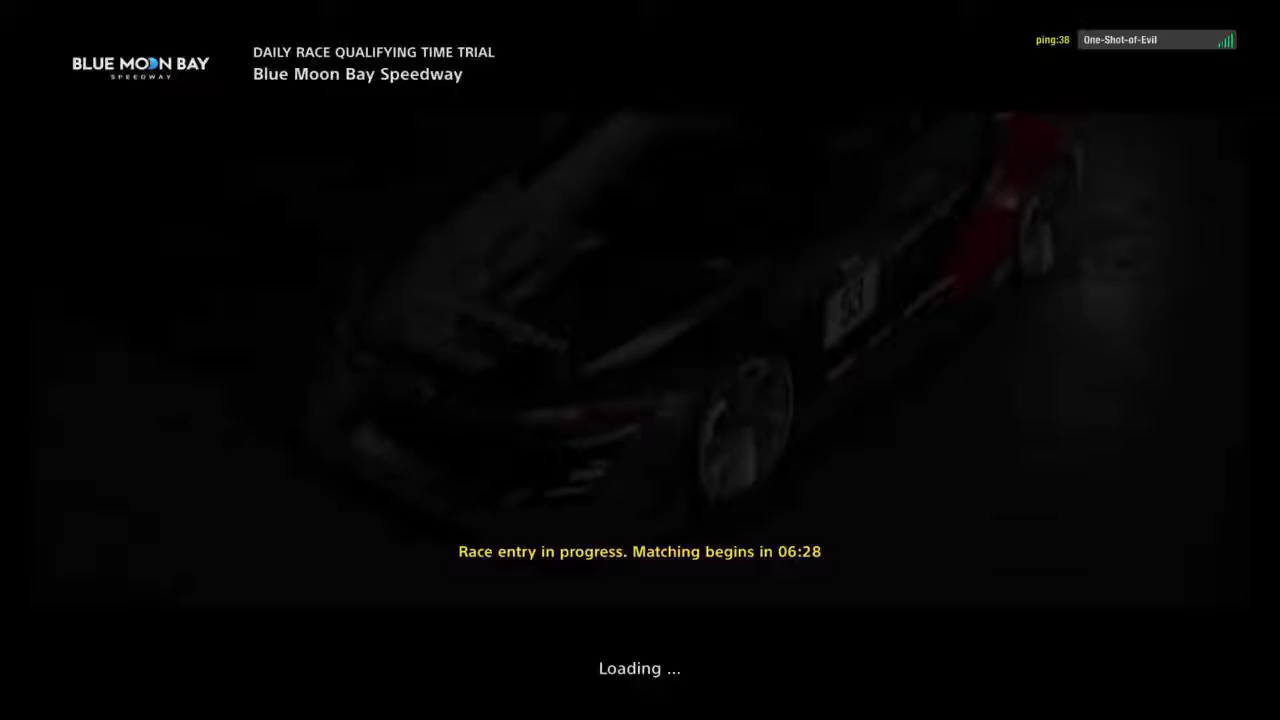 BLUE MOON BAY
SPEEDWAY
DAILY RACE QUALIFYING TIME TRIAL
Blue Moon Bay Speedway
ping:38
One-Shot-of-Evil
93
Race entry in progress. Matching begins in 06:28
Loading ...